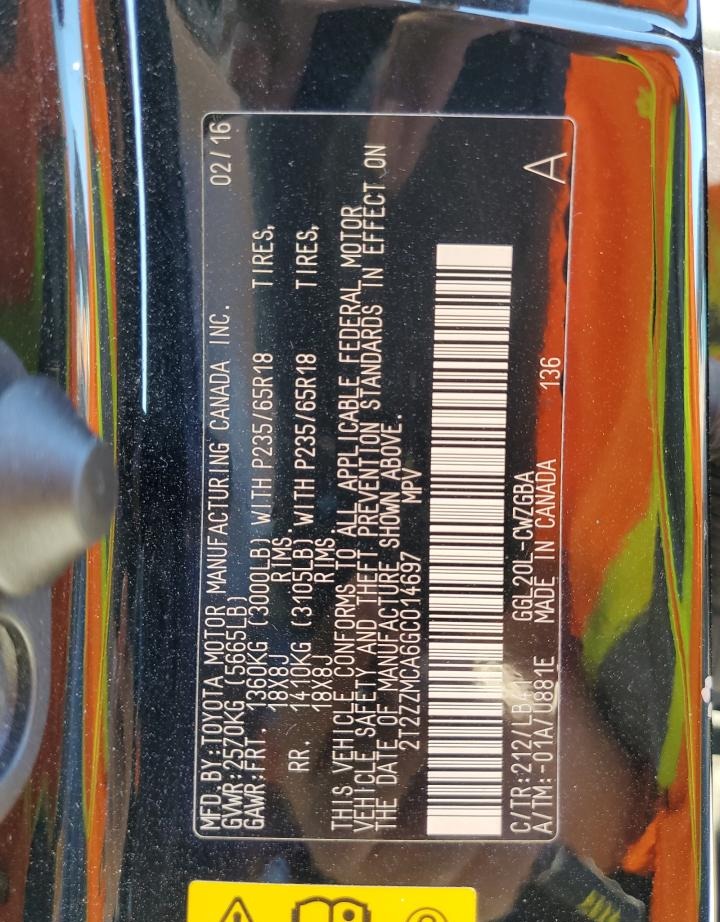 MFD.BY:TOYOTA MOTOR MANUFACTURING CANADA INC. 02/16
GVWR:2570KG (5665LB)
GAWR:FRT. 1360KG (3000LB) WITH P235/65R18 TIRES,
18X8J RIMS.
RR. 1410KG (3105LB) WITH P235/65R18 TIRES,
18X8J RIMS.
THIS VEHICLE CONFORMS TO ALL APPLICABLE FEDERAL MOTOR
VEHICLE SAFETY AND THEFT PREVENTION STANDARDS IN EFFECT ON
THE DATE OF MANUFACTURE SHOWN ABOVE.
2T2ZZMCA6GC014697 MPV
C/TR:212/LB41 GGL20L-CWZGBA
A/TM:-01A/U881E MADE IN CANADA 136 A